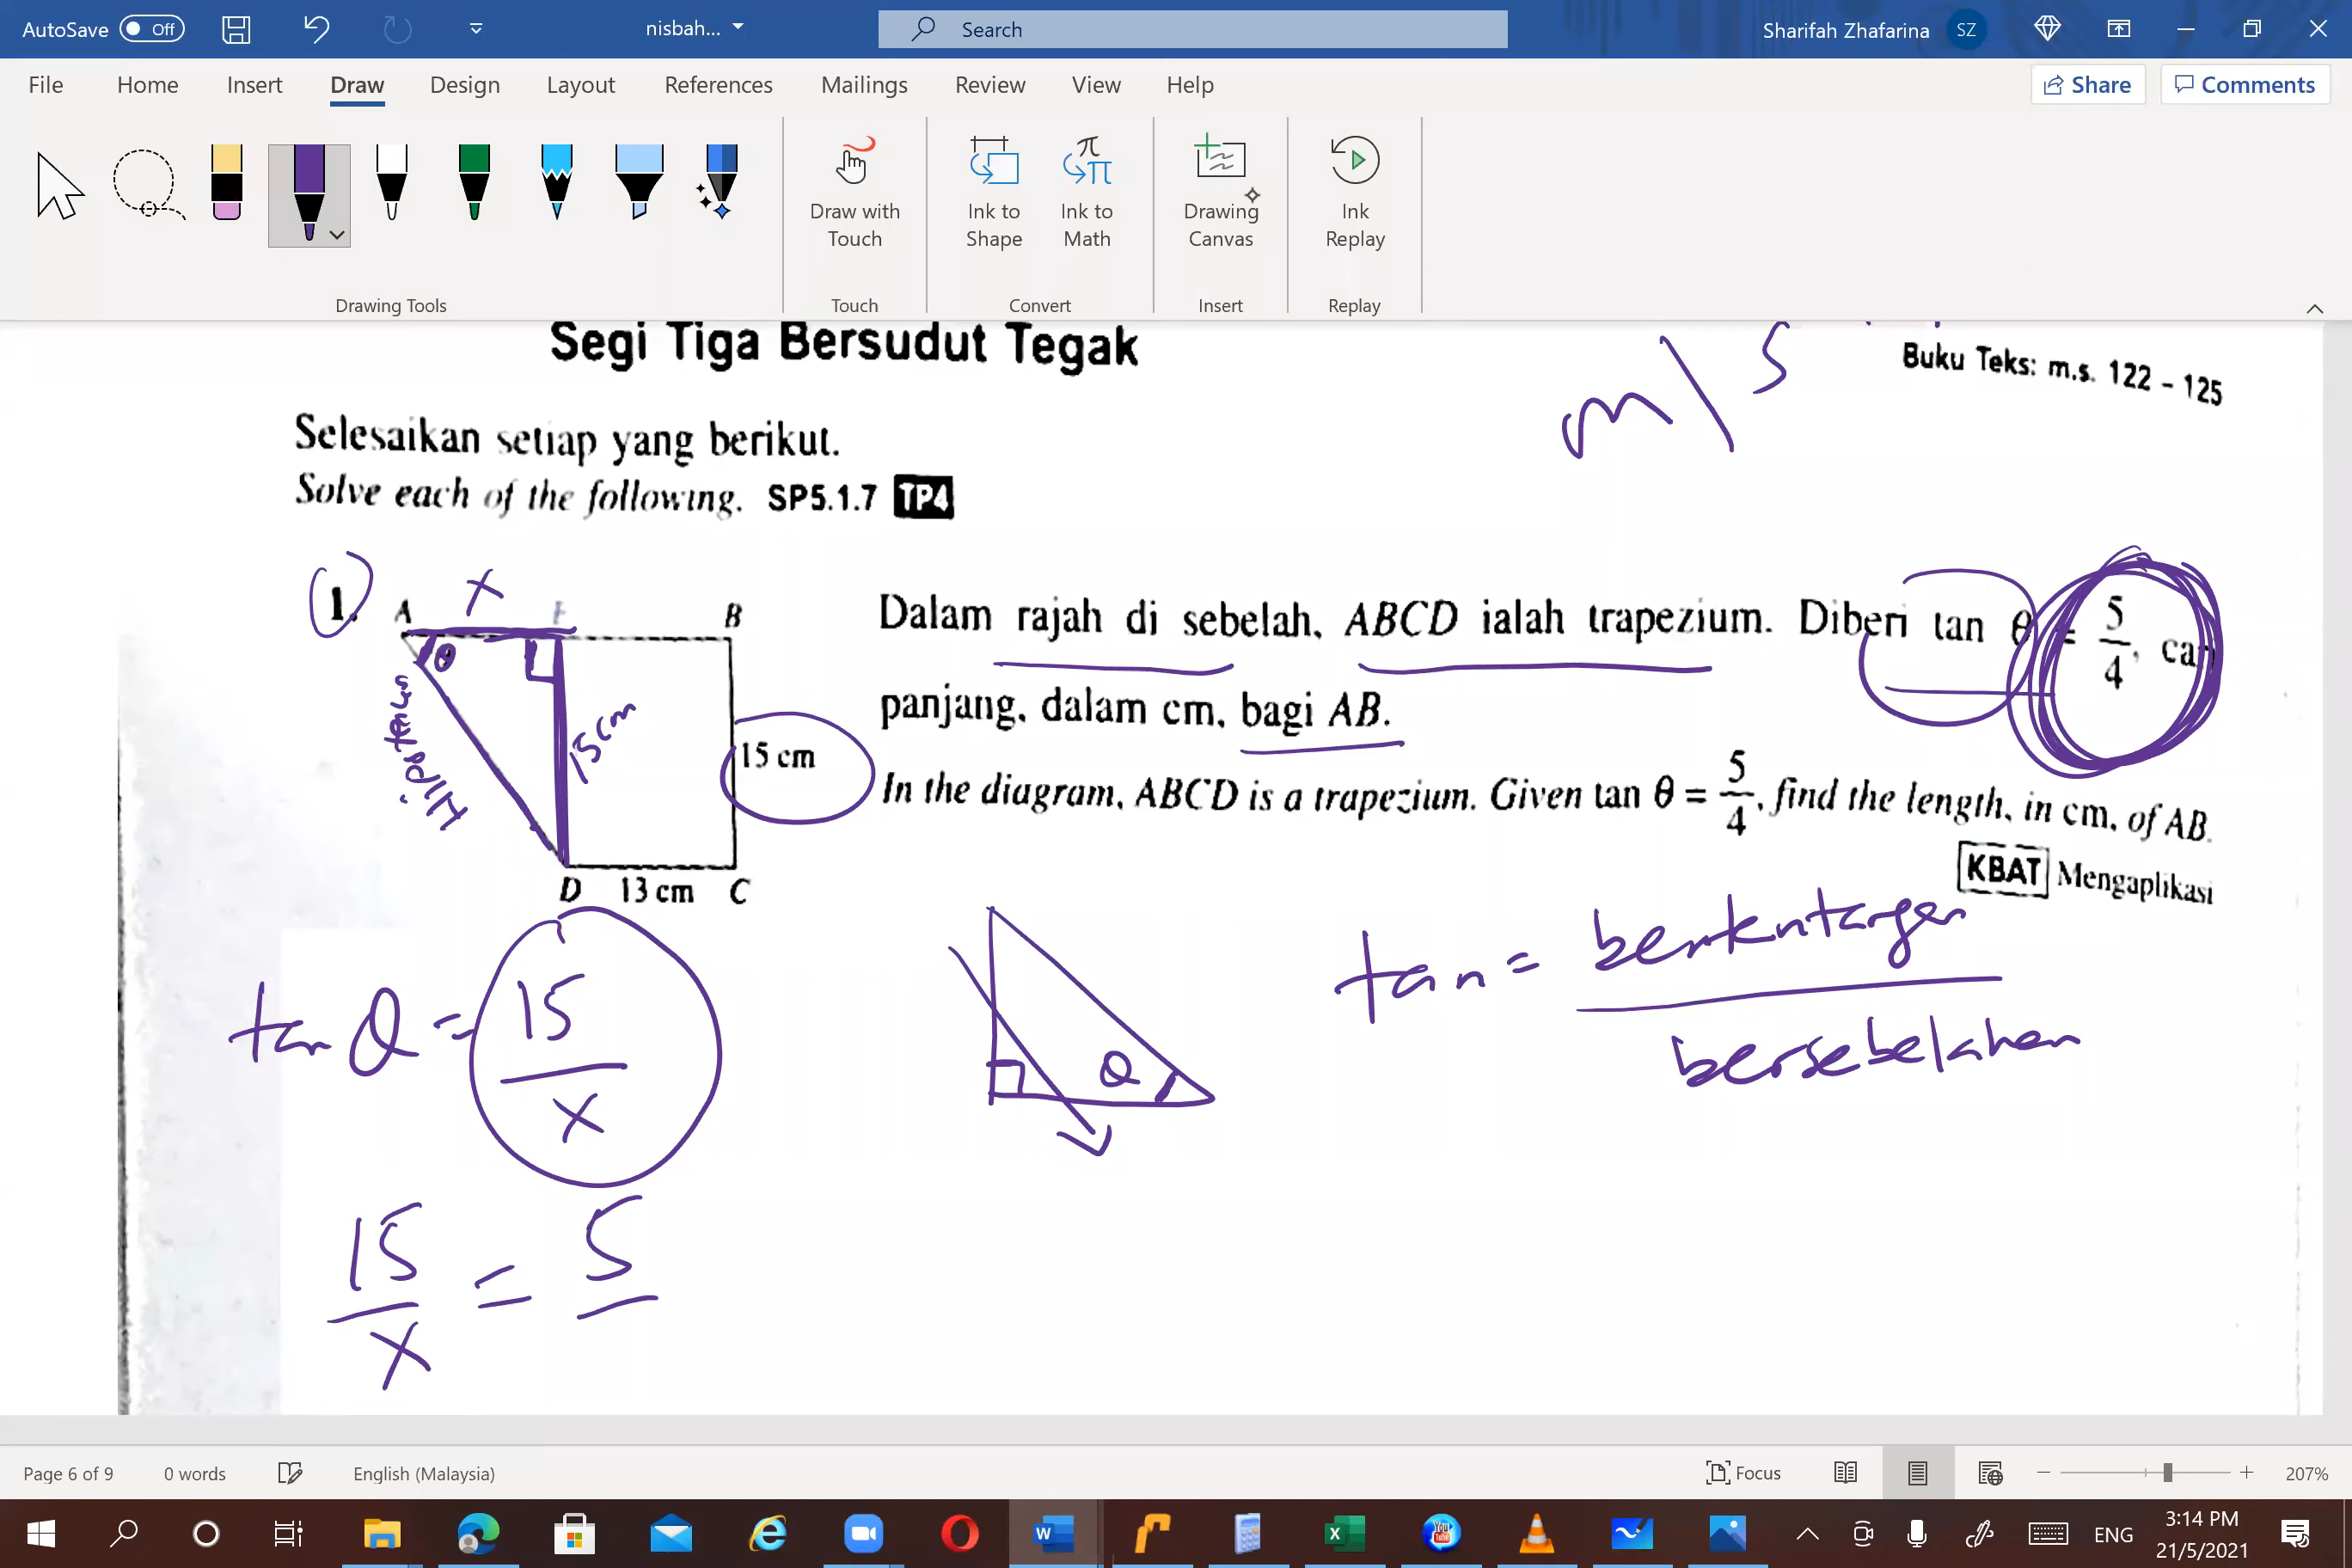 AutoSave Off nisbah... Search Sharifah Zhafarina SZ
File Home Insert Draw Design Layout References Mailings Review View Help Share Comments
Draw with Touch
Ink to Shape
Ink to Math
Drawing Canvas
Ink Replay
Drawing Tools Touch Convert Insert Replay
Segi Tiga Bersudut Tegak
m/s
Buku Teks: m.s. 122 – 125
Selesaikan setiap yang berikut.
Solve each of the following. SP5.1.7 TP4
1.
x
A B
θ
Hipotenus
15 cm
15 cm
D 13 cm C
Dalam rajah di sebelah, ABCD ialah trapezium. Diberi tan θ = 5/4, cari
panjang, dalam cm, bagi AB.
In the diagram, ABCD is a trapezium. Given tan θ = 5/4, find the length, in cm, of AB.
KBAT Mengaplikasi
tan θ = 15/x
θ
tan = bertentangan
bersebelahan
15/x = 5
Page 6 of 9 0 words English (Malaysia) Focus 207%
ENG 3:14 PM
21/5/2021